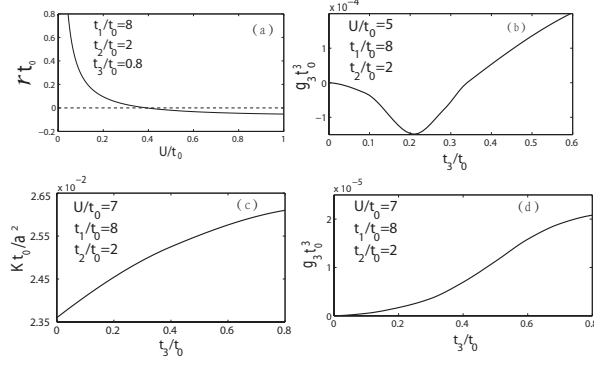 0.8
0.6
0.4
0.2
0
−0.2
r t0
t1/t0=8
t2/t0=2
t3/t0=0.8
(a)
0 0.2 0.4 0.6 0.8 1
U/t0
x 10^-4
2
1
0
−1
g3 t0^3
U/t0=5
t1/t0=8
t2/t0=2
(b)
0 0.1 0.2 0.3 0.4 0.5 0.6
t3/t0
x 10^-2
2.65
2.55
2.45
2.35
K t0/a^-2
U/t0=7
t1/t0=8
t2/t0=2
(c)
0 0.2 0.4 0.6 0.8
t3/t0
x 10^-5
2
1
0
g3 t0^3
U/t0=7
t1/t0=8
t2/t0=2
(d)
0 0.2 0.4 0.6 0.8
t3/t0